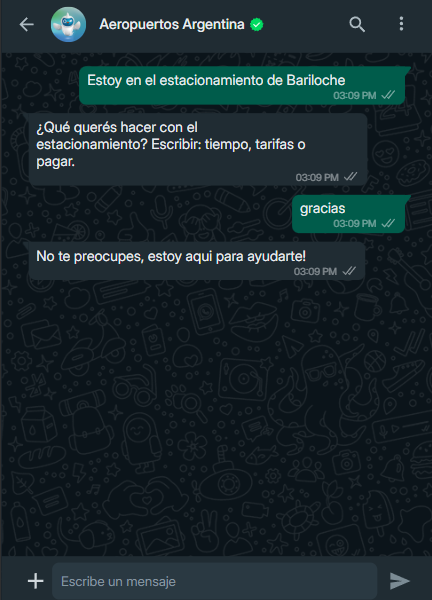 Aeropuertos Argentina
Estoy en el estacionamiento de Bariloche
03:09 PM
¿Qué querés hacer con el
estacionamiento? Escribir: tiempo, tarifas o
pagar.
03:09 PM
gracias
03:09 PM
No te preocupes, estoy aqui para ayudarte!
03:09 PM
Escribe un mensaje